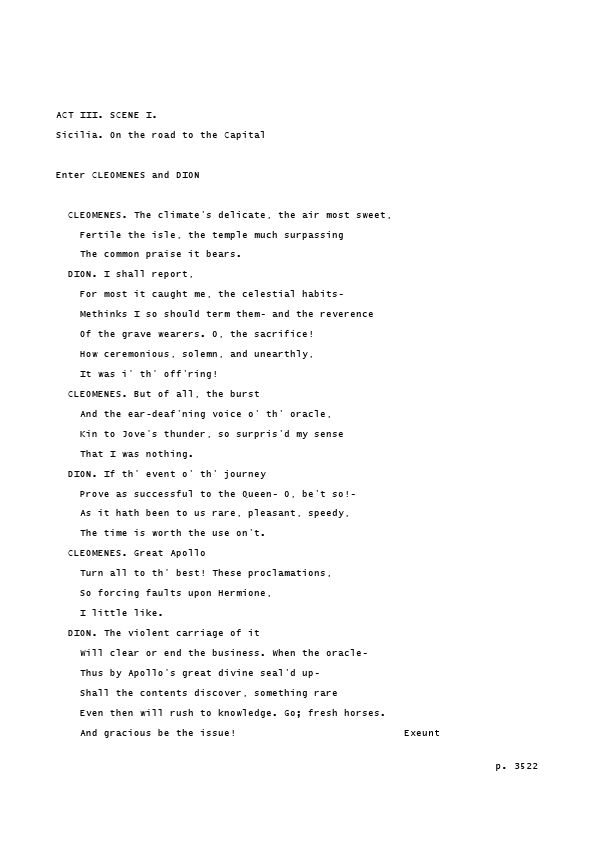 ACT III. SCENE I.
Sicilia. On the road to the Capital
Enter CLEOMENES and DION
CLEOMENES. The climate's delicate, the air most sweet,
Fertile the isle, the temple much surpassing
The common praise it bears.
DION. I shall report,
For most it caught me, the celestial habits-
Methinks I so should term them- and the reverence
Of the grave wearers. O, the sacrifice!
How ceremonious, solemn, and unearthly,
It was i' th' off'ring!
CLEOMENES. But of all, the burst
And the ear-deaf'ning voice o' th' oracle,
Kin to Jove's thunder, so surpris'd my sense
That I was nothing.
DION. If th' event o' th' journey
Prove as successful to the Queen- O, be't so!-
As it hath been to us rare, pleasant, speedy,
The time is worth the use on't.
CLEOMENES. Great Apollo
Turn all to th' best! These proclamations,
So forcing faults upon Hermione,
I little like.
DION. The violent carriage of it
Will clear or end the business. When the oracle-
Thus by Apollo's great divine seal'd up-
Shall the contents discover, something rare
Even then will rush to knowledge. Go; fresh horses.
And gracious be the issue! Exeunt
p. 3522